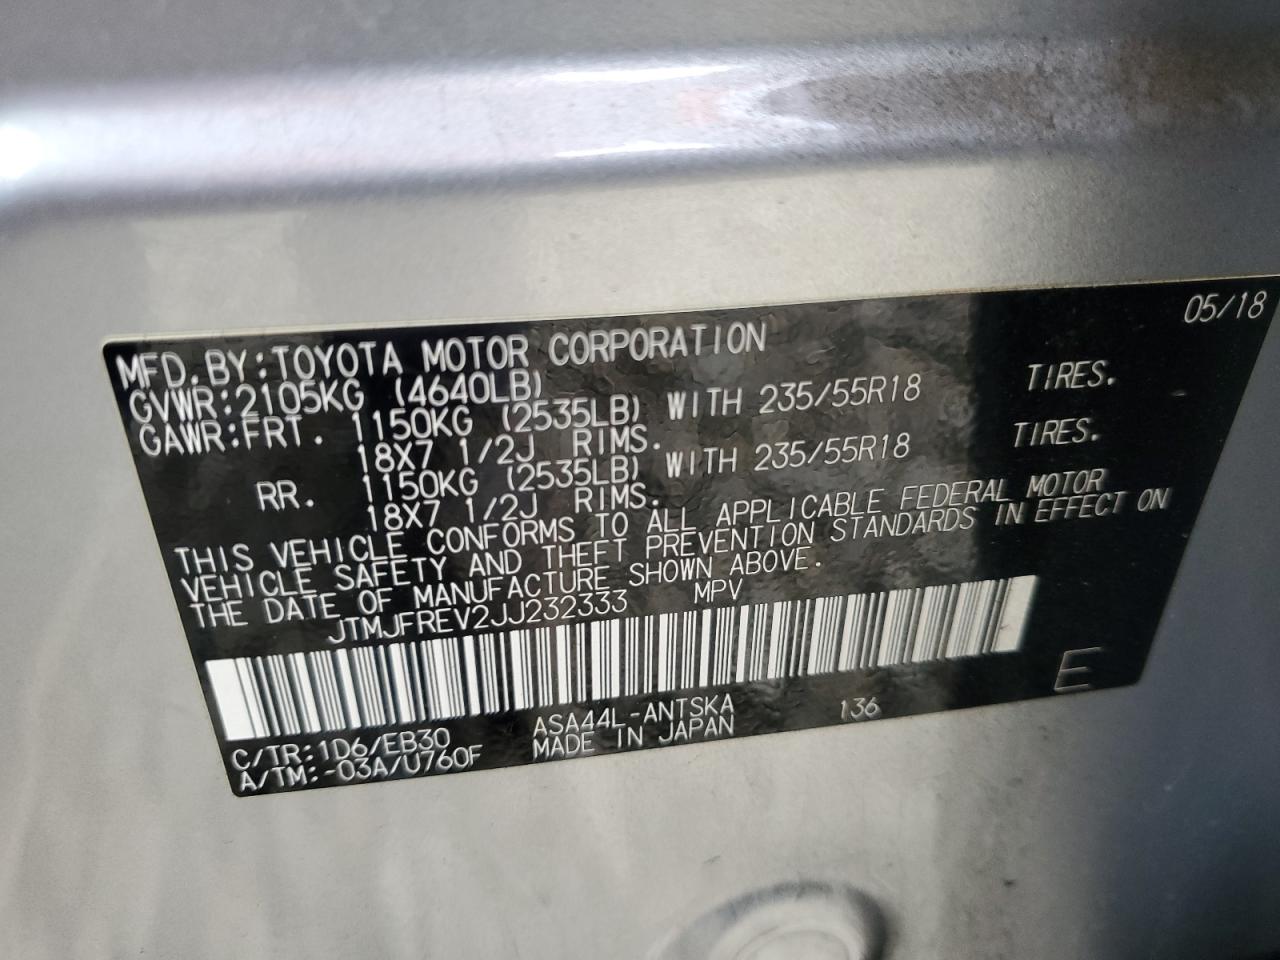 05/18
MFD.BY:TOYOTA MOTOR CORPORATION
GVWR:2105KG (4640LB)
GAWR:FRT. 1150KG (2535LB) WITH 235/55R18 TIRES.
18X7 1/2J RIMS.
RR. 1150KG (2535LB) WITH 235/55R18 TIRES.
18X7 1/2J RIMS.
THIS VEHICLE CONFORMS TO ALL APPLICABLE FEDERAL MOTOR
VEHICLE SAFETY AND THEFT PREVENTION STANDARDS IN EFFECT ON
THE DATE OF MANUFACTURE SHOWN ABOVE.
JTMJFREV2JJ232333 MPV
C/TR:1D6/EB30 ASA44L-ANTSKA 136 E
A/TM:-03A/U760F MADE IN JAPAN